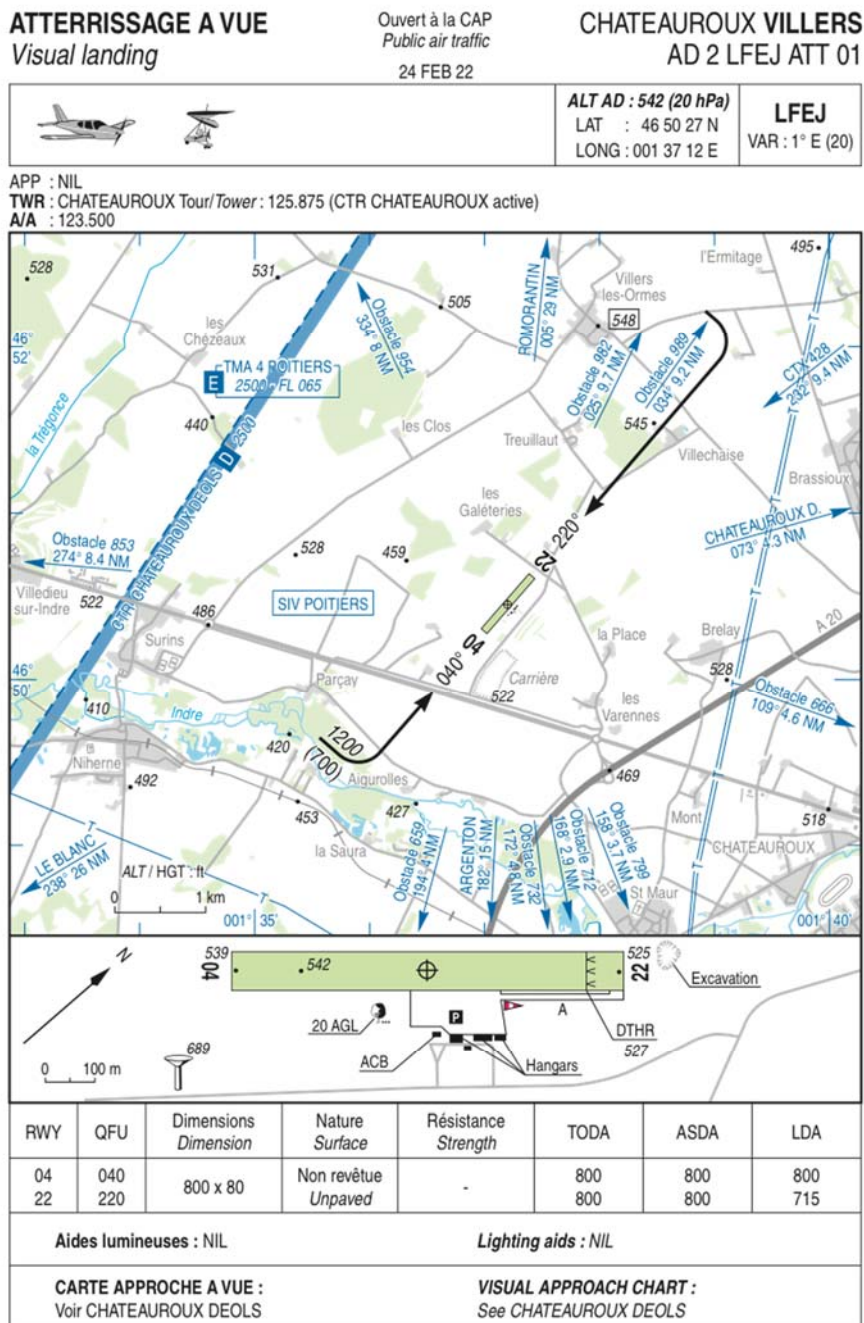 ATTERRISSAGE A VUE
Visual landing
Ouvert à la CAP
Public air traffic
24 FEB 22
CHATEAUROUX VILLERS
AD 2 LFEJ ATT 01
ALT AD : 542 (20 hPa)
LAT : 46 50 27 N
LONG : 001 37 12 E
LFEJ
VAR : 1° E (20)
APP : NIL
TWR : CHATEAUROUX Tour/Tower : 125.875 (CTR CHATEAUROUX active)
A/A : 123.500
528
531
505
495
l'Ermitage
Villers
les-Ormes
548
ROMORANTIN
005° 29 NM
Obstacle 954
334° 8 NM
les
Chézeaux
46°
52'
TMA 4 POITIERS
2500 - FL 065
E
la Trégonce
Obstacle 982
025° 9.7 NM
Obstacle 989
034° 9.2 NM
CTX 428
232° 9.4 NM
T
440
D
2500
CTR CHATEAUROUX DEOLS
les Clos
545
Treuillaut
Villechaise
Brassioux
les
Galéteries
CHATEAUROUX D.
073° 4.3 NM
Obstacle 853
274° 8.4 NM
528
459
22
220°
Villedieu
sur-Indre
522
SIV POITIERS
486
Surins
04
040°
la Place
Brelay
A 20
46°
50'
Parçay
Carrière
522
528
les
Varennes
Obstacle 666
109° 4.6 NM
410
Indre
420
1200
(700)
Aigurolles
Niherne
492
453
427
469
Mont
518
CHATEAUROUX
LE BLANC
238° 26 NM
T
la Saura
Obstacle 659
194° 4 NM
ARGENTON
182° 15 NM
Obstacle 732
172° 4.8 NM
Obstacle 712
168° 2.9 NM
Obstacle 799
158° 3.7 NM
St Maur
ALT / HGT : ft
0 1 km
001° 35'
001° 40'
N
539
04
542
525
22
Excavation
20 AGL
P
A
DTHR
527
ACB
Hangars
689
0 100 m
RWY QFU Dimensions Nature Résistance TODA ASDA LDA
Dimension Surface Strength
04 040 800 x 80 Non revêtue - 800 800 800
22 220 Unpaved 800 800 715
Aides lumineuses : NIL Lighting aids : NIL
CARTE APPROCHE A VUE : VISUAL APPROACH CHART :
Voir CHATEAUROUX DEOLS See CHATEAUROUX DEOLS